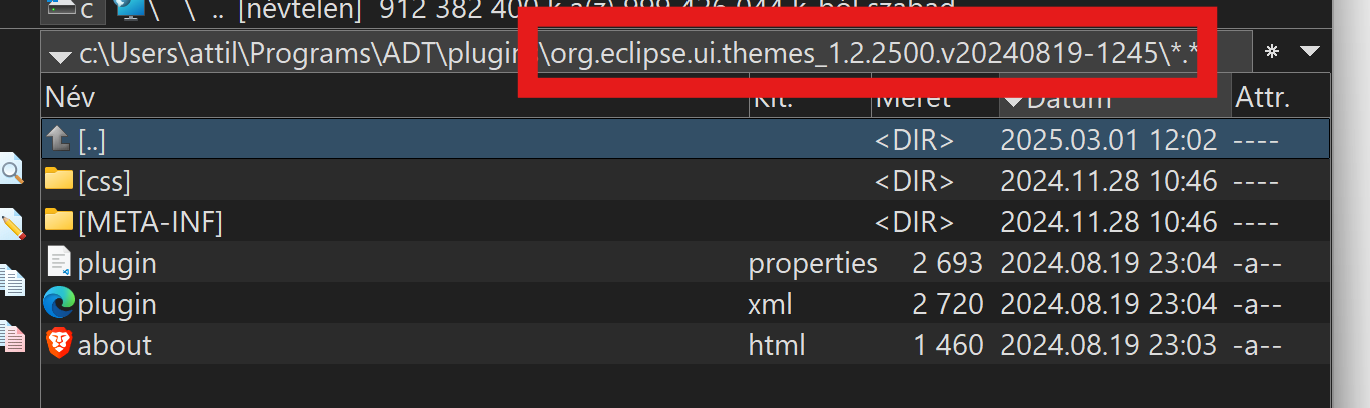 c \ \ .. [névtelen] 912 382 400 k a(z) 999 426 044 k-ból szabad
c:\Users\attil\Programs\ADT\plugins\org.eclipse.ui.themes_1.2.2500.v20240819-1245\*.* *
Név Kit. Méret Dátum Attr.
[..] <DIR> 2025.03.01 12:02 ----
[css] <DIR> 2024.11.28 10:46 ----
[META-INF] <DIR> 2024.11.28 10:46 ----
plugin properties 2 693 2024.08.19 23:04 -a--
plugin xml 2 720 2024.08.19 23:04 -a--
about html 1 460 2024.08.19 23:03 -a--